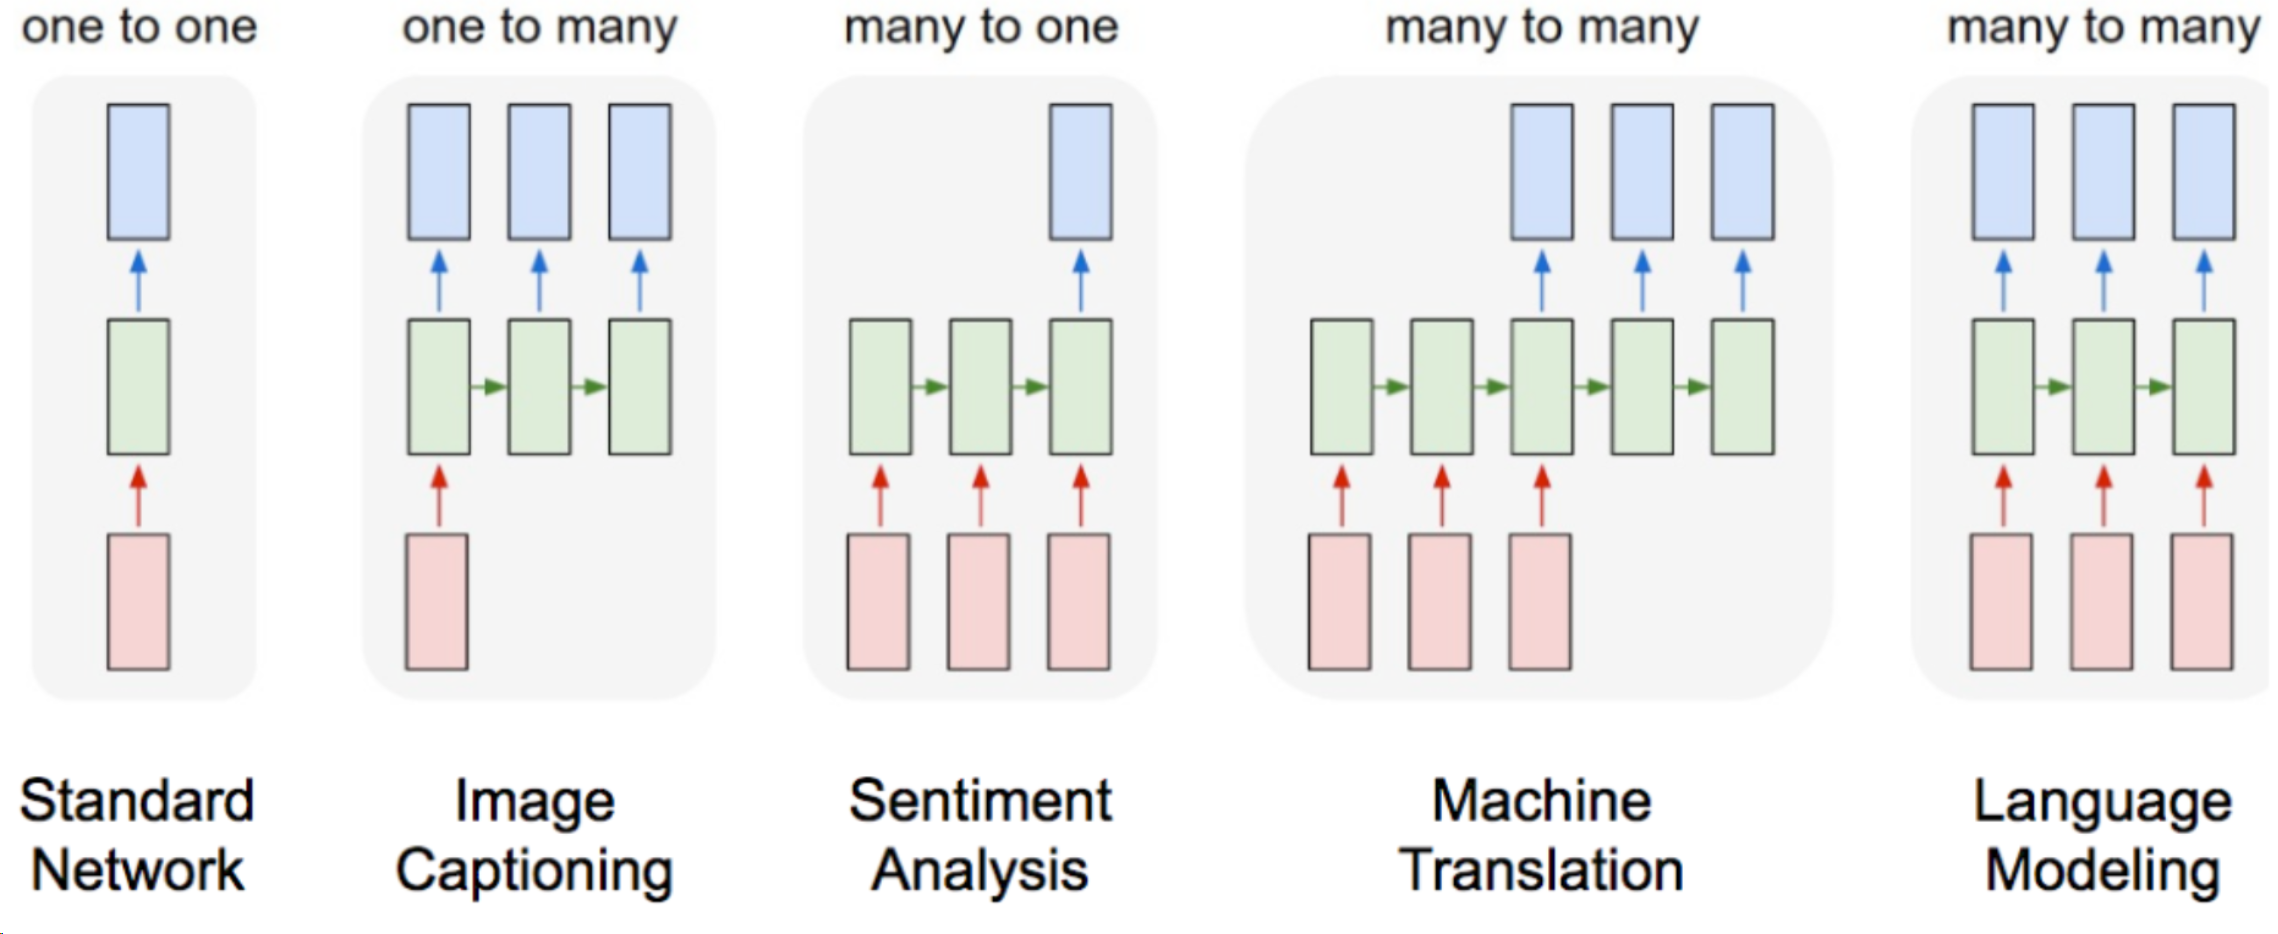 one to one
one to many
many to one
many to many
many to many
Standard
Network
Image
Captioning
Sentiment
Analysis
Machine
Translation
Language
Modeling